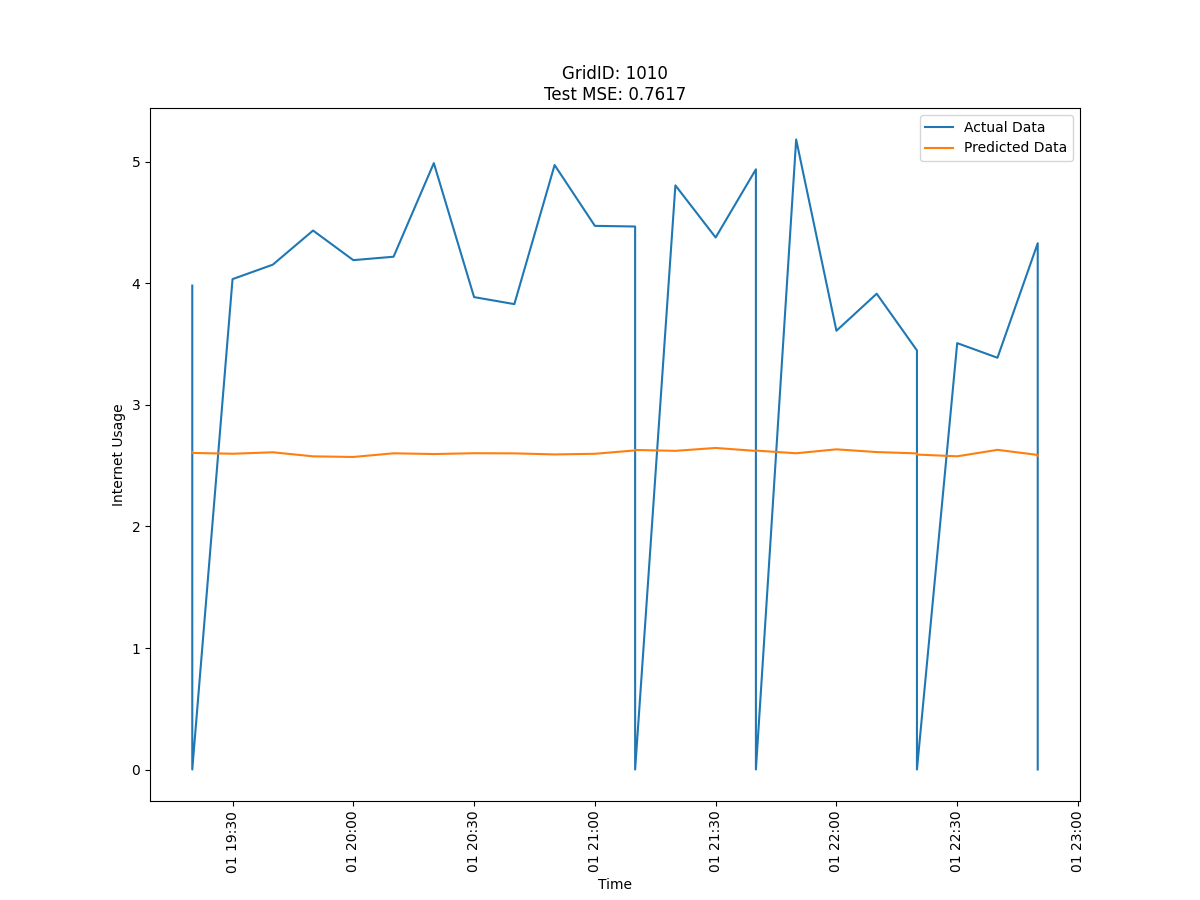 GridID: 1010
Test MSE: 0.7617
Actual Data
Predicted Data
Internet Usage
5
4
3
2
1
0
01 19:30
01 20:00
01 20:30
01 21:00
01 21:30
01 22:00
01 22:30
01 23:00
Time